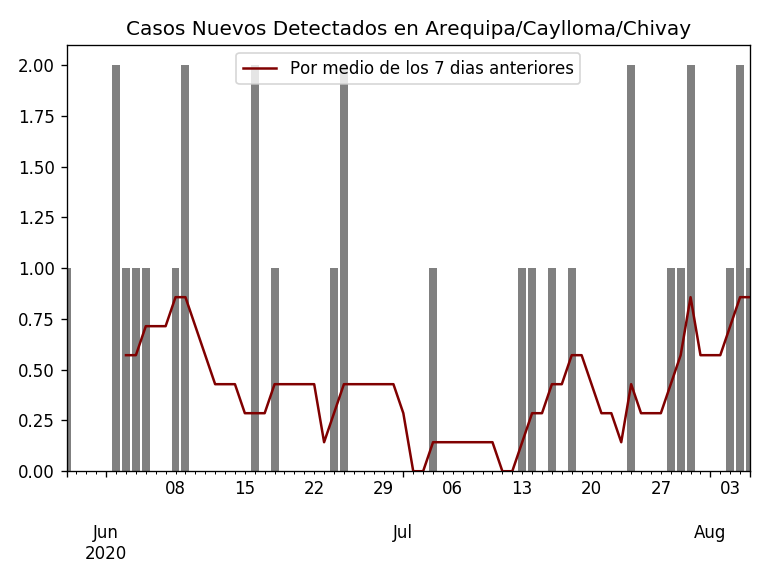 Casos Nuevos Detectados en Arequipa/Caylloma/Chivay
Por medio de los 7 dias anteriores
2.00
1.75
1.50
1.25
1.00
0.75
0.50
0.25
0.00
08 15 22 29 06 13 20 27 03
Jun Jul Aug
2020